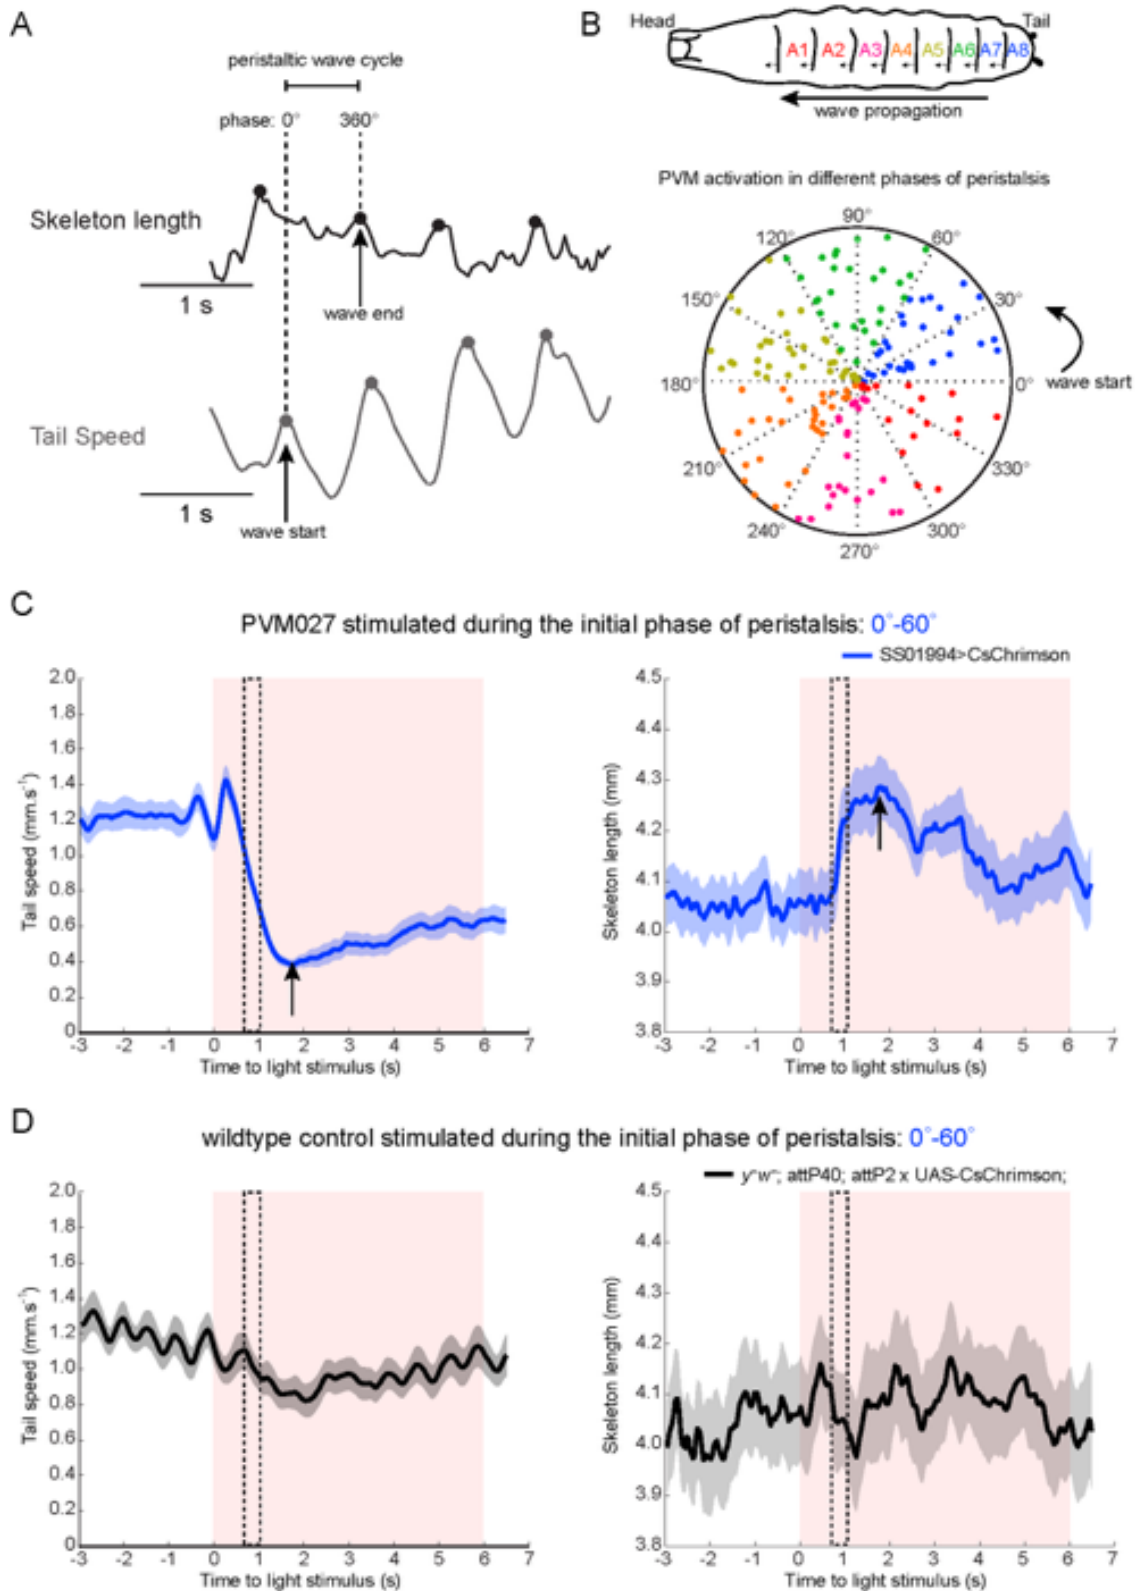 A
peristaltic wave cycle
phase: 0° 360°
Skeleton length
1 s
wave end
Tail Speed
1 s
wave start
B
Head Tail
A1 A2 A3 A4 A5 A6 A7 A8
wave propagation
PVM activation in different phases of peristalsis
90°
120° 60°
150° 30°
180° 0°
wave start
210° 330°
240° 300°
270°
C
PVM027 stimulated during the initial phase of peristalsis: 0°-60°
SS01994>CsChrimson
2.0
1.8
1.6
1.4
1.2
1.0
0.8
0.6
0.4
0.2
0
Tail speed (mm.s⁻¹)
-3 -2 -1 0 1 2 3 4 5 6 7
Time to light stimulus (s)
4.5
4.4
4.3
4.2
4.1
4.0
3.9
3.8
Skeleton length (mm)
-3 -2 -1 0 1 2 3 4 5 6 7
Time to light stimulus (s)
D
wildtype control stimulated during the initial phase of peristalsis: 0°-60°
y⁻w⁻; attP40; attP2 x UAS-CsChrimson;
2.0
1.8
1.6
1.4
1.2
1.0
0.8
0.6
0.4
0.2
0
Tail speed (mm.s⁻¹)
-3 -2 -1 0 1 2 3 4 5 6 7
Time to light stimulus (s)
4.5
4.4
4.3
4.2
4.1
4.0
3.9
3.8
Skeleton length (mm)
-3 -2 -1 0 1 2 3 4 5 6 7
Time to light stimulus (s)